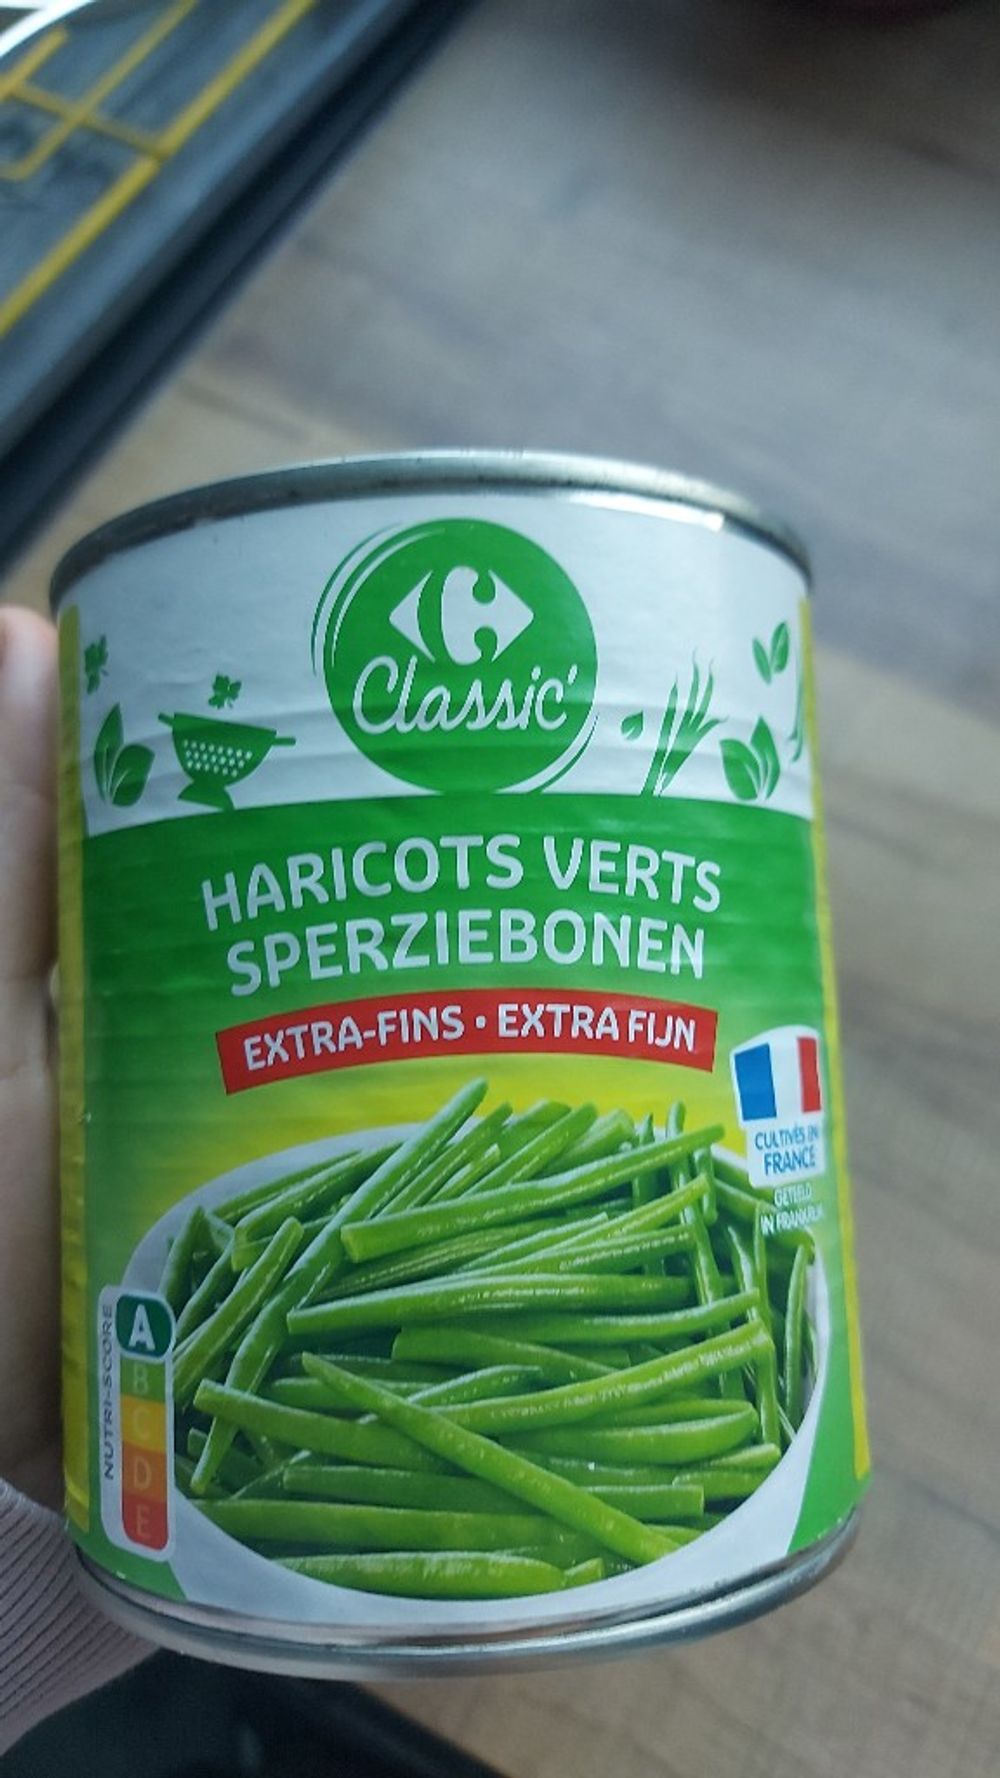 Classic'
HARICOTS VERTS
SPERZIEBONEN
EXTRA-FINS • EXTRA FIJN
CULTIVÉS EN
FRANCE
GETEELD
IN FRANKRIJK
NUTRI-SCORE
A
B
C
D
E